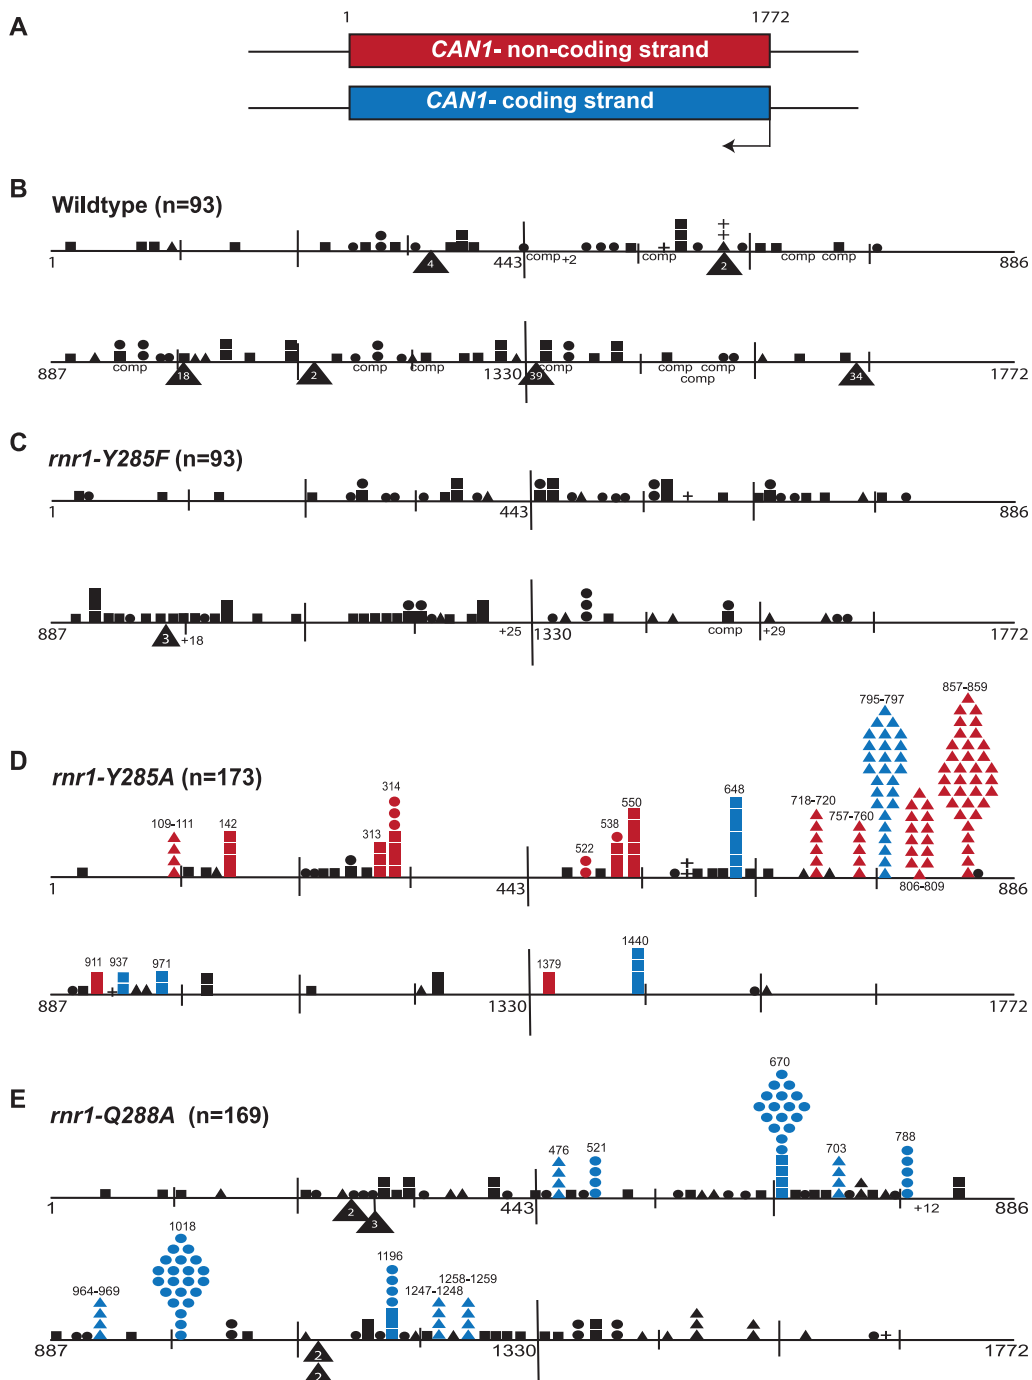 A
1 1772
CAN1- non-coding strand
CAN1- coding strand
B
Wildtype (n=93)
4 2
1 443 comp +2 comp comp comp 886
comp 18 2 comp comp 39 comp comp comp comp 34
887 1330 1772
C
rnr1-Y285F (n=93)
1 443 886
3 +18 +25 comp +29
887 1330 1772
D
rnr1-Y285A (n=173)
109-111 142 313 314 522 538 550 648 718-720 757-760 795-797 806-809 857-859
1 443 886
911 937 971 1379 1440
887 1330 1772
E
rnr1-Q288A (n=169)
476 521 670 703 788
2 3 +12
1 443 886
964-969 1018 1196 1247-1248 1258-1259
2
2
887 1330 1772